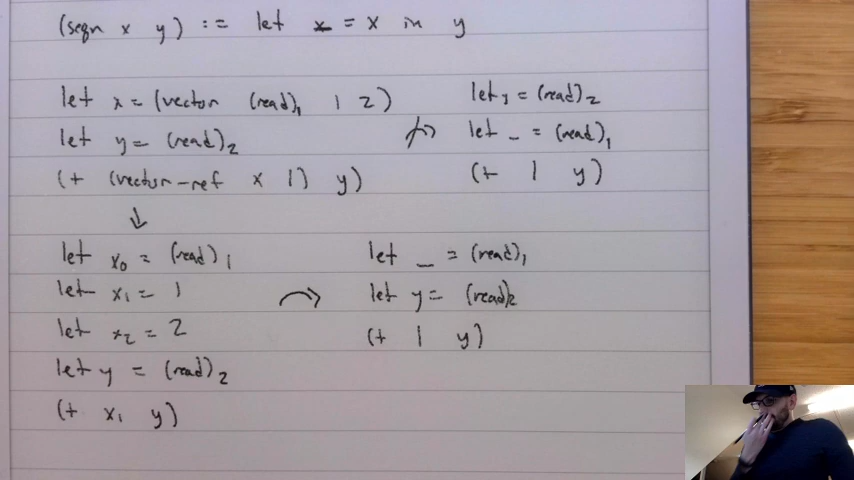 (seqn x y) := let x = x in y
let x = (vector (read)₁ 1 2)
let y = (read)₂
(+ (vector-ref x 1) y)
let y = (read)₂
let _ = (read)₁
(+ 1 y)
↓
let x₀ = (read)₁
let x₁ = 1
let x₂ = 2
let y = (read)₂
(+ x₁ y)
let _ = (read)₁
let y = (read)₂
(+ 1 y)